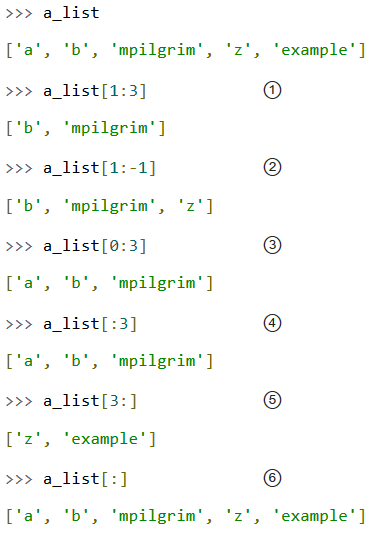 >>> a_list
['a', 'b', 'mpilgrim', 'z', 'example']
>>> a_list[1:3] ①
['b', 'mpilgrim']
>>> a_list[1:-1] ②
['b', 'mpilgrim', 'z']
>>> a_list[0:3] ③
['a', 'b', 'mpilgrim']
>>> a_list[:3] ④
['a', 'b', 'mpilgrim']
>>> a_list[3:] ⑤
['z', 'example']
>>> a_list[:] ⑥
['a', 'b', 'mpilgrim', 'z', 'example']